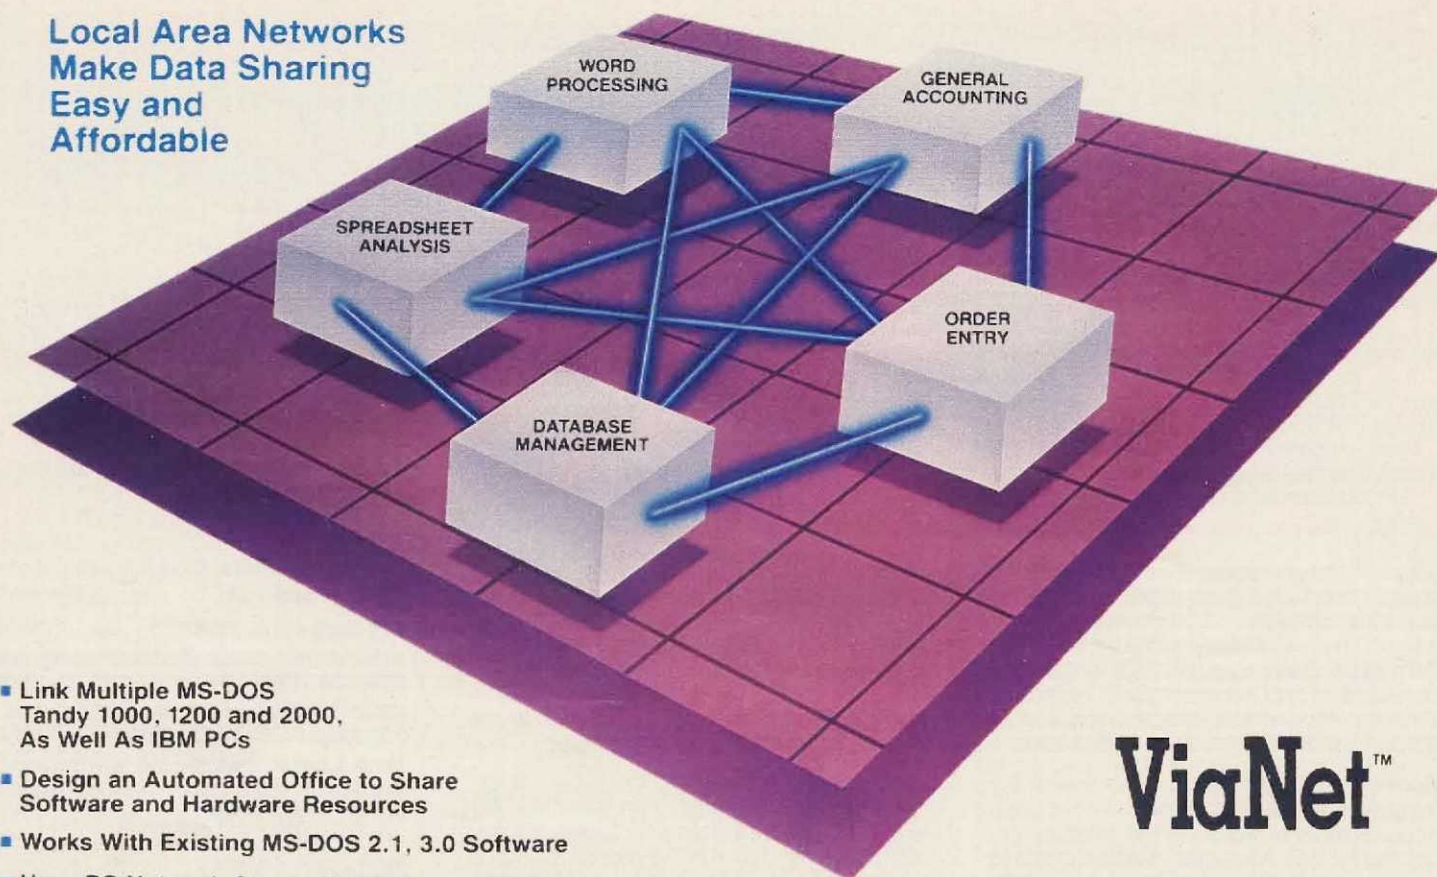 Local Area Networks
Make Data Sharing
Easy and
Affordable
WORD
PROCESSING
GENERAL
ACCOUNTING
SPREADSHEET
ANALYSIS
ORDER
ENTRY
DATABASE
MANAGEMENT
▪ Link Multiple MS-DOS
Tandy 1000, 1200 and 2000,
As Well As IBM PCs
▪ Design an Automated Office to Share
Software and Hardware Resources
▪ Works With Existing MS-DOS 2.1, 3.0 Software
ViaNet™